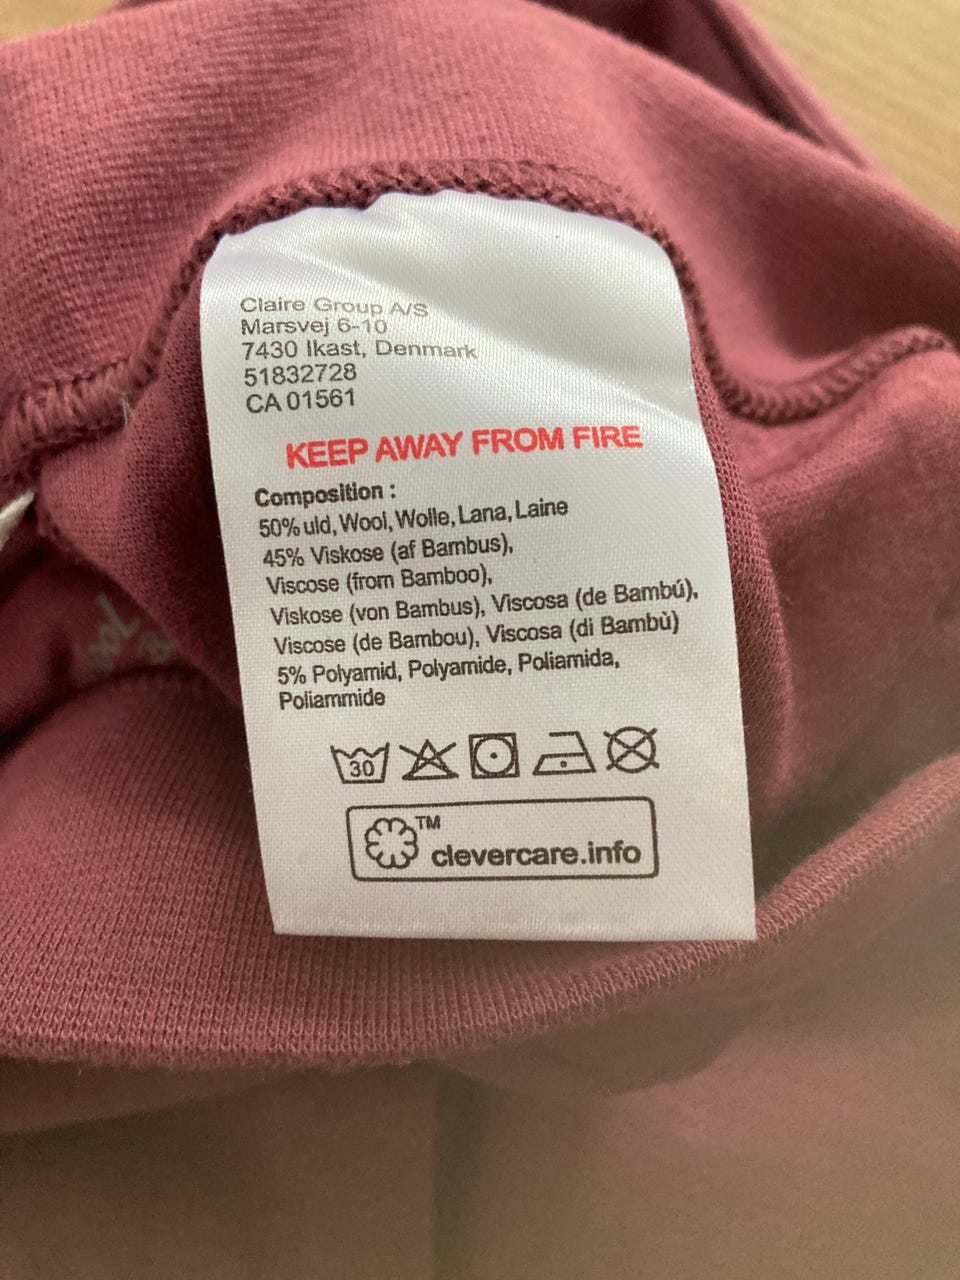 Claire Group A/S
Marsvej 6-10
7430 Ikast, Denmark
51832728
CA 01561
KEEP AWAY FROM FIRE
Composition :
50% uld, Wool, Wolle, Lana, Laine
45% Viskose (af Bambus),
Viscose (from Bamboo),
Viskose (von Bambus), Viscosa (de Bambú),
Viscose (de Bambou), Viscosa (di Bambù)
5% Polyamid, Polyamide, Poliamida,
Poliammide
30
TM
clevercare.info